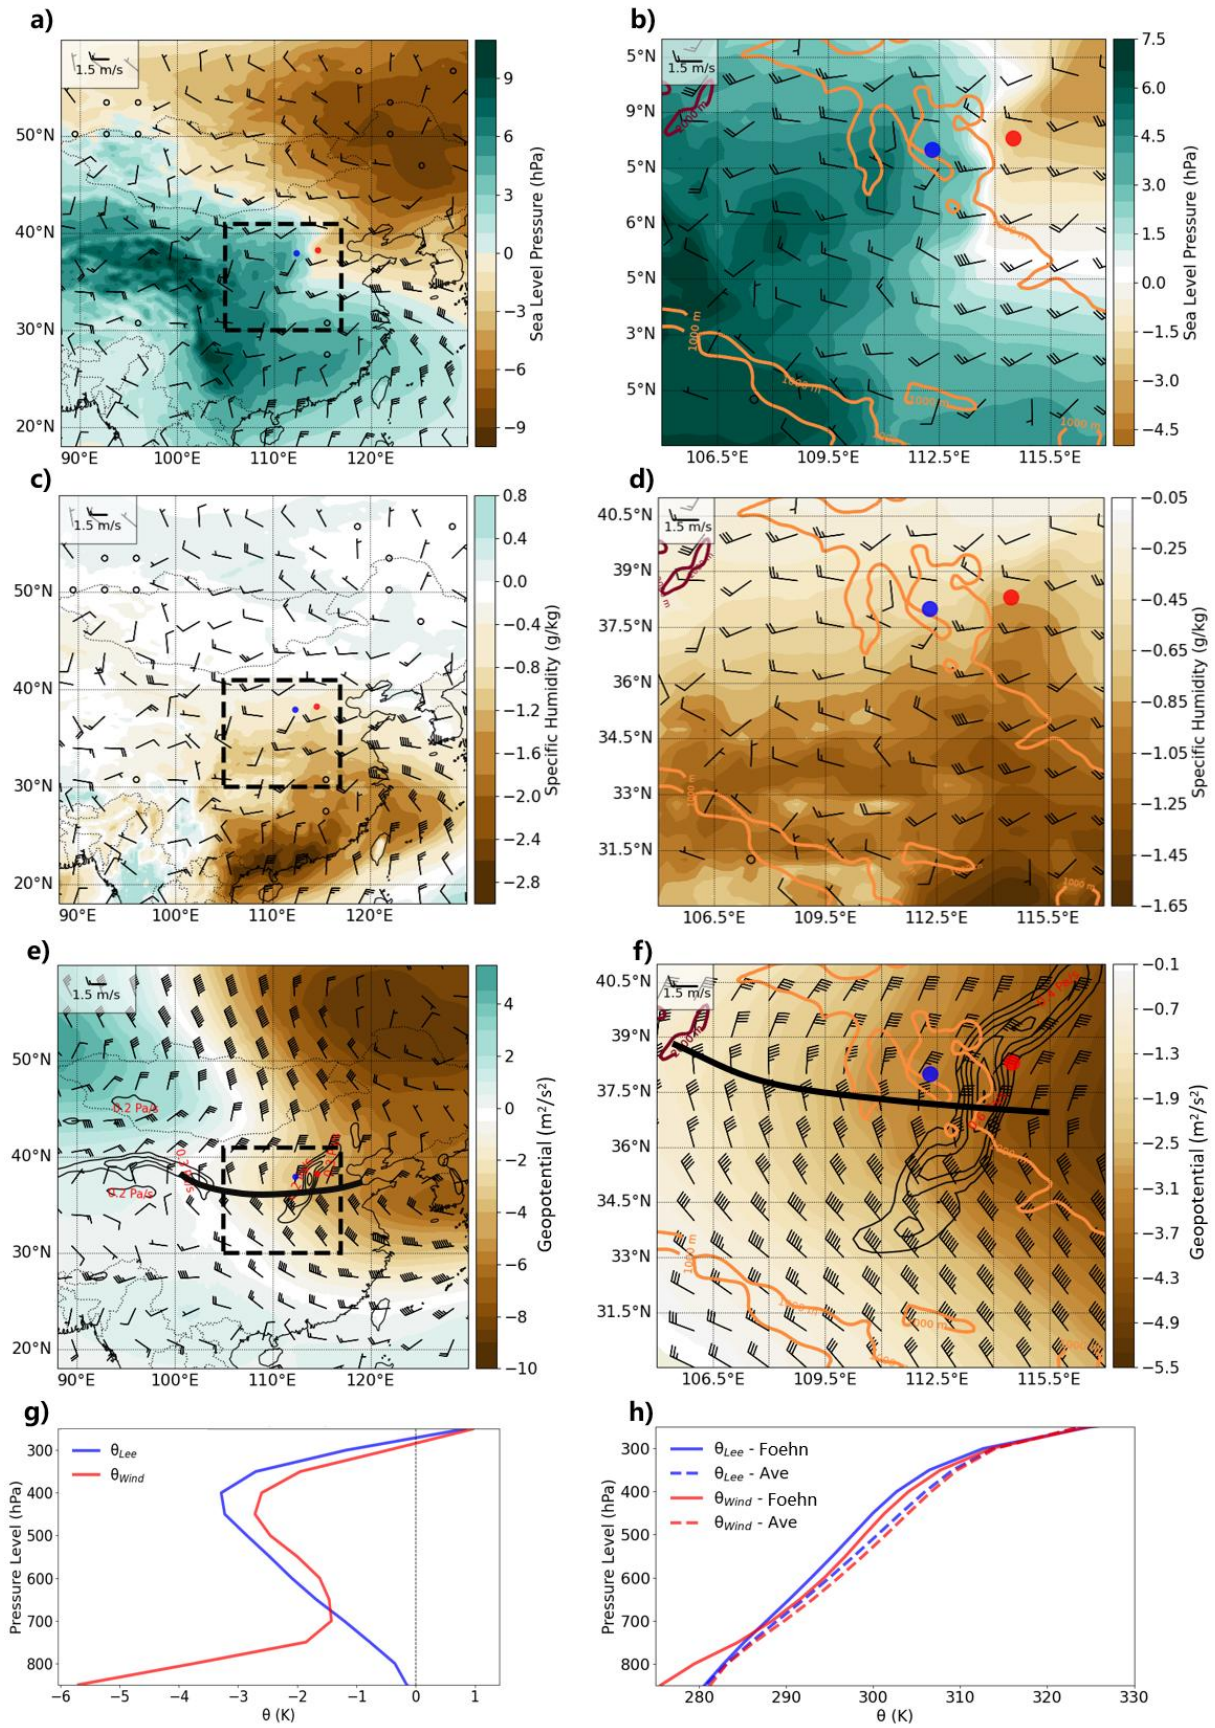 a)
1.5 m/s
50°N
40°N
30°N
20°N
90°E 100°E 110°E 120°E
9
6
3
0
−3
−6
−9
Sea Level Pressure (hPa)
b)
1.5 m/s
5°N
9°N
5°N
6°N
5°N
3°N
5°N
106.5°E 109.5°E 112.5°E 115.5°E
1000 m
1000 m
1000 m
7.5
6.0
4.5
3.0
1.5
0.0
−1.5
−3.0
−4.5
Sea Level Pressure (hPa)
c)
1.5 m/s
50°N
40°N
30°N
20°N
90°E 100°E 110°E 120°E
0.8
0.4
0.0
−0.4
−0.8
−1.2
−1.6
−2.0
−2.4
−2.8
Specific Humidity (g/kg)
d)
1.5 m/s
40.5°N
39°N
37.5°N
36°N
34.5°N
33°N
31.5°N
106.5°E 109.5°E 112.5°E 115.5°E
1000 m
1000 m
−0.05
−0.25
−0.45
−0.65
−0.85
−1.05
−1.25
−1.45
−1.65
Specific Humidity (g/kg)
e)
1.5 m/s
50°N
40°N
30°N
20°N
90°E 100°E 110°E 120°E
0.2 Pa/s
0.2 Pa/s
4
2
0
−2
−4
−6
−8
−10
Geopotential (m²/s²)
f)
1.5 m/s
40.5°N
39°N
37.5°N
36°N
34.5°N
33°N
31.5°N
106.5°E 109.5°E 112.5°E 115.5°E
−0.1
−0.7
−1.3
−1.9
−2.5
−3.1
−3.7
−4.3
−4.9
−5.5
Geopotential (m²/s²)
g)
θLee
θWind
300
400
500
600
700
800
Pressure Level (hPa)
−6 −5 −4 −3 −2 −1 0 1
θ (K)
h)
θLee - Foehn
θLee - Ave
θWind - Foehn
θWind - Ave
300
400
500
600
700
800
Pressure Level (hPa)
280 290 300 310 320 330
θ (K)